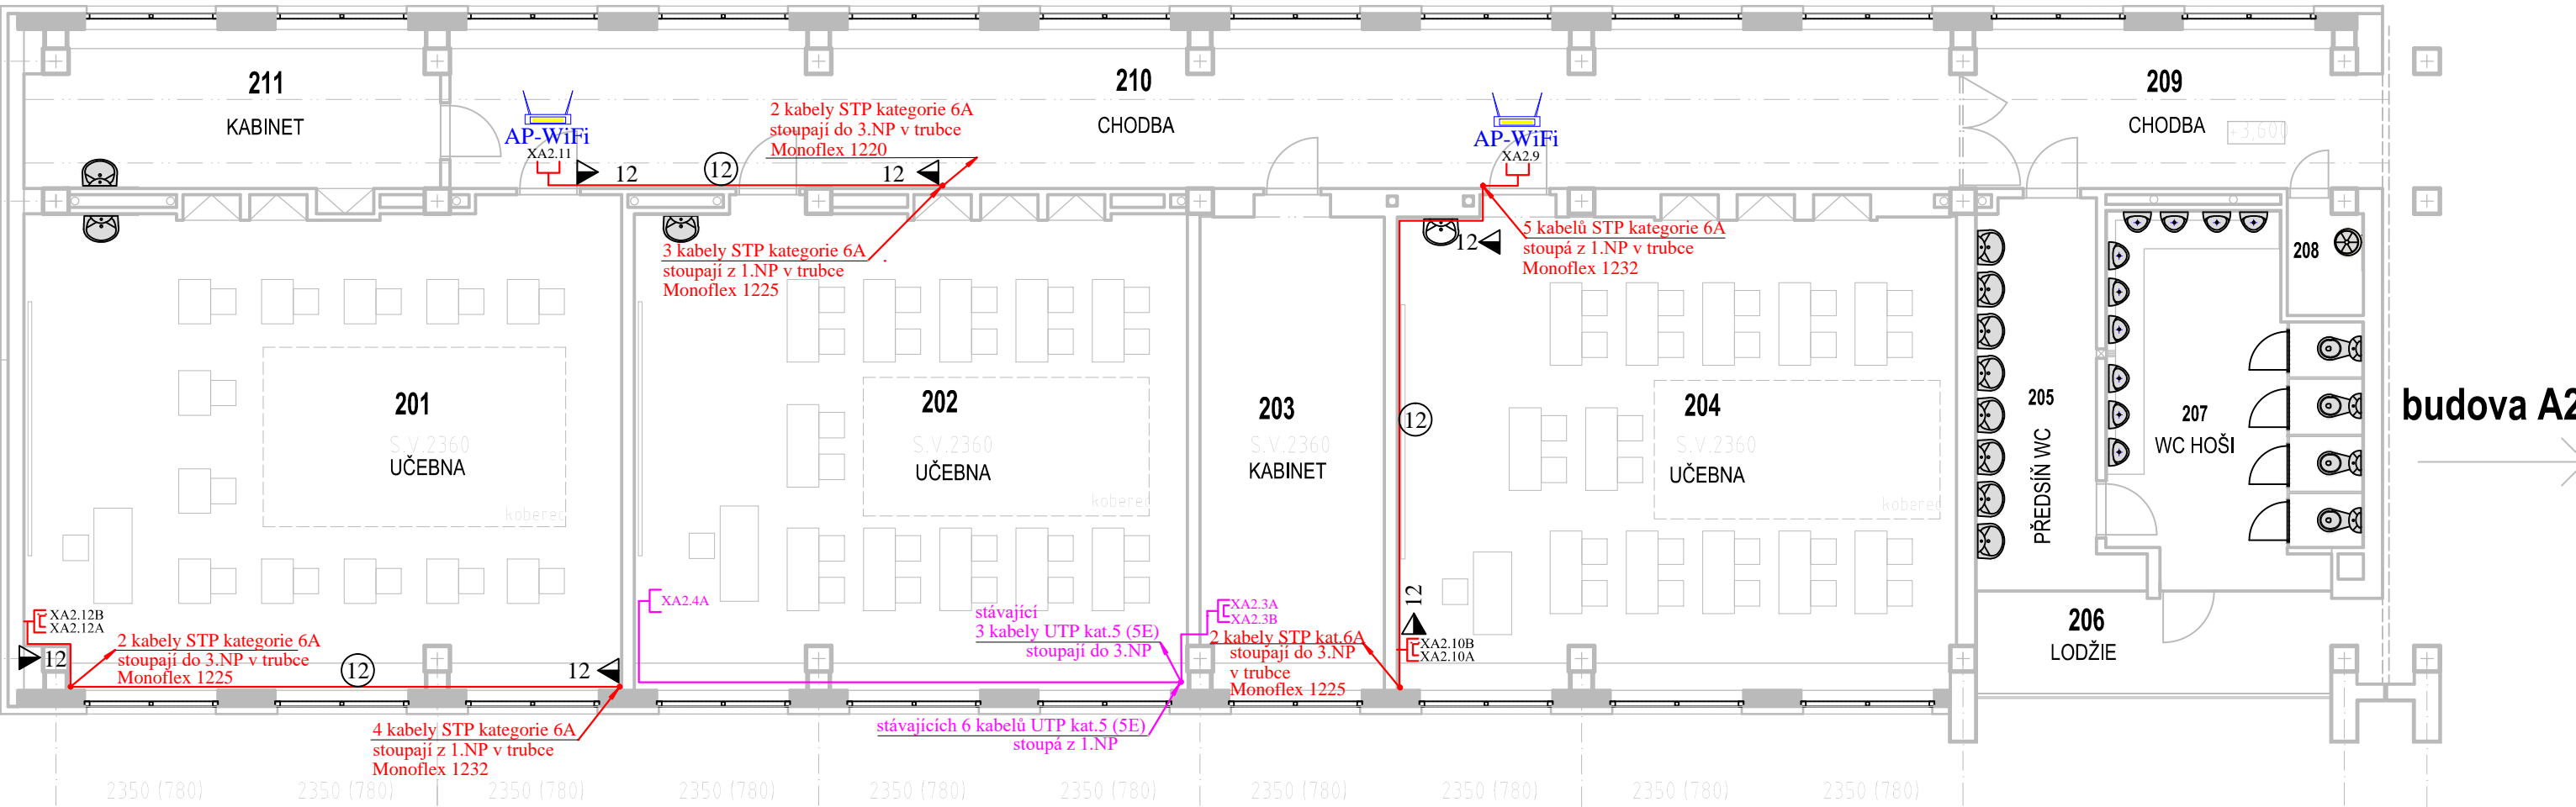 211
KABINET
AP-WiFi
XA2.11
12
12
12
2 kabely STP kategorie 6A
stoupají do 3.NP v trubce
Monoflex 1220
210
CHODBA
AP-WiFi
XA2.9
209
CHODBA
+3,600
3 kabely STP kategorie 6A
stoupají z 1.NP v trubce
Monoflex 1225
12
5 kabelů STP kategorie 6A
stoupá z 1.NP v trubce
Monoflex 1232
208
201
S.V.2360
UČEBNA
koberec
202
S.V.2360
UČEBNA
koberec
203
S.V.2360
KABINET
12
204
S.V.2360
UČEBNA
koberec
205
PŘEDSÍŇ WC
207
WC HOŠI
budova A2
XA2.12B
XA2.12A
12
2 kabely STP kategorie 6A
stoupají do 3.NP v trubce
Monoflex 1225
12
12
XA2.4A
stávající
3 kabely UTP kat.5 (5E)
stoupají do 3.NP
XA2.3A
XA2.3B
2 kabely STP kat.6A
stoupají do 3.NP
v trubce
Monoflex 1225
12
XA2.10B
XA2.10A
206
LODŽIE
4 kabely STP kategorie 6A
stoupají z 1.NP v trubce
Monoflex 1232
stávajících 6 kabelů UTP kat.5 (5E)
stoupá z 1.NP
2350 (780)
2350 (780)
2350 (780)
2350 (780)
2350 (780)
2350 (780)
2350 (780)
2350 (780)
2350 (780)
2350 (780)